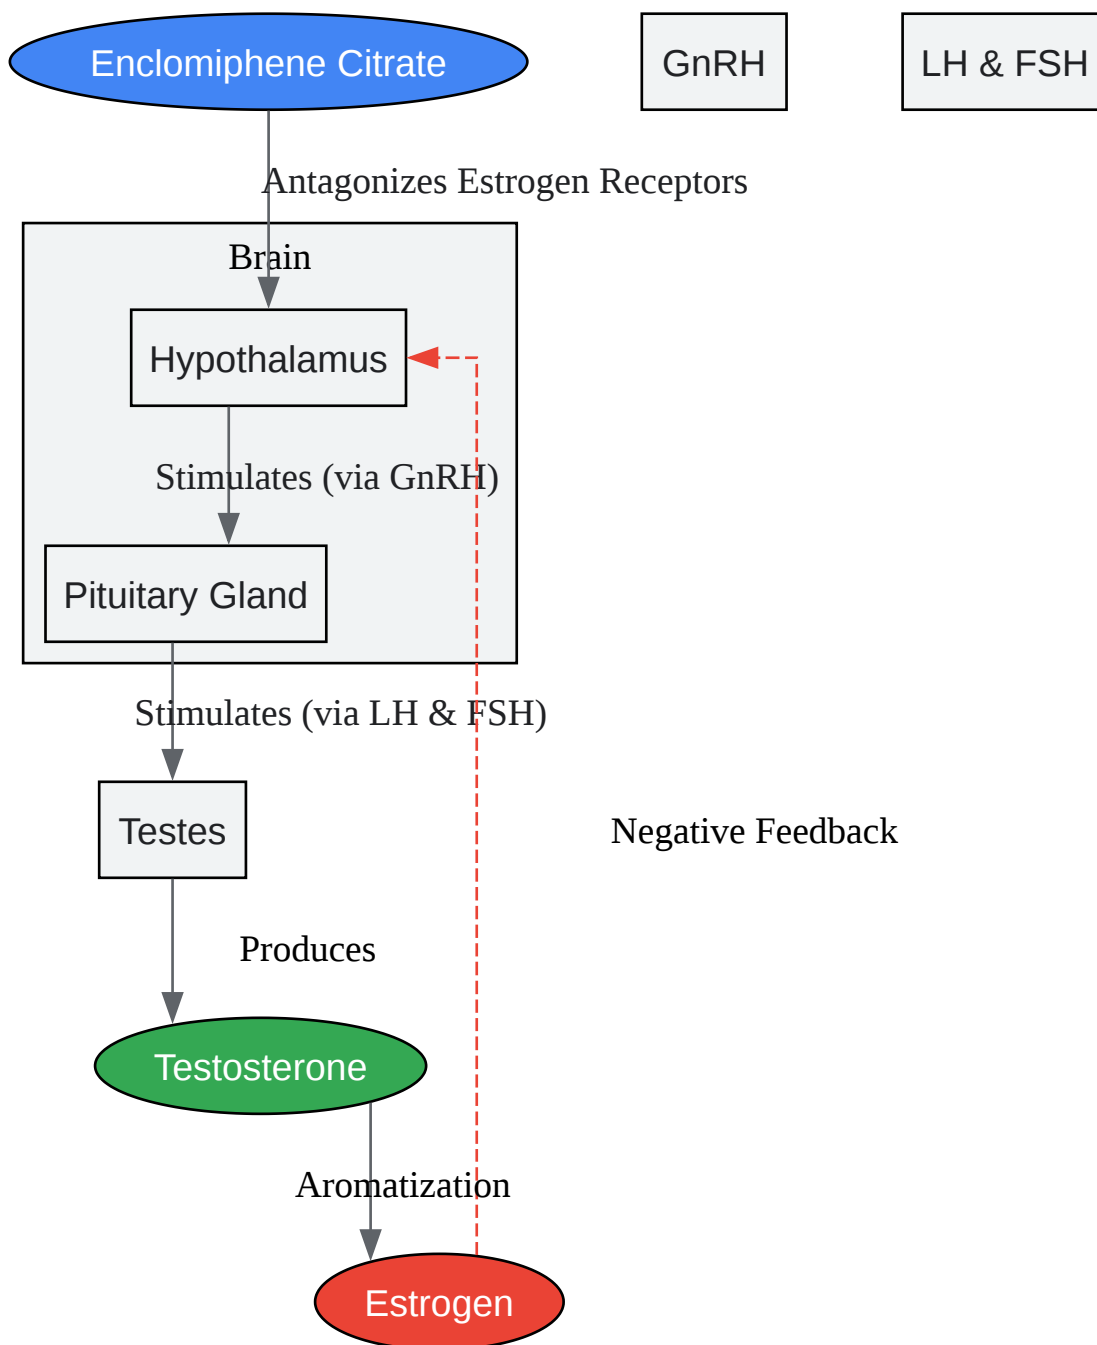 Enclomiphene Citrate
GnRH
LH & FSH
Antagonizes Estrogen Receptors
Brain
Hypothalamus
Stimulates (via GnRH)
Pituitary Gland
Stimulates (via LH & FSH)
Testes
Negative Feedback
Produces
Testosterone
Aromatization
Estrogen